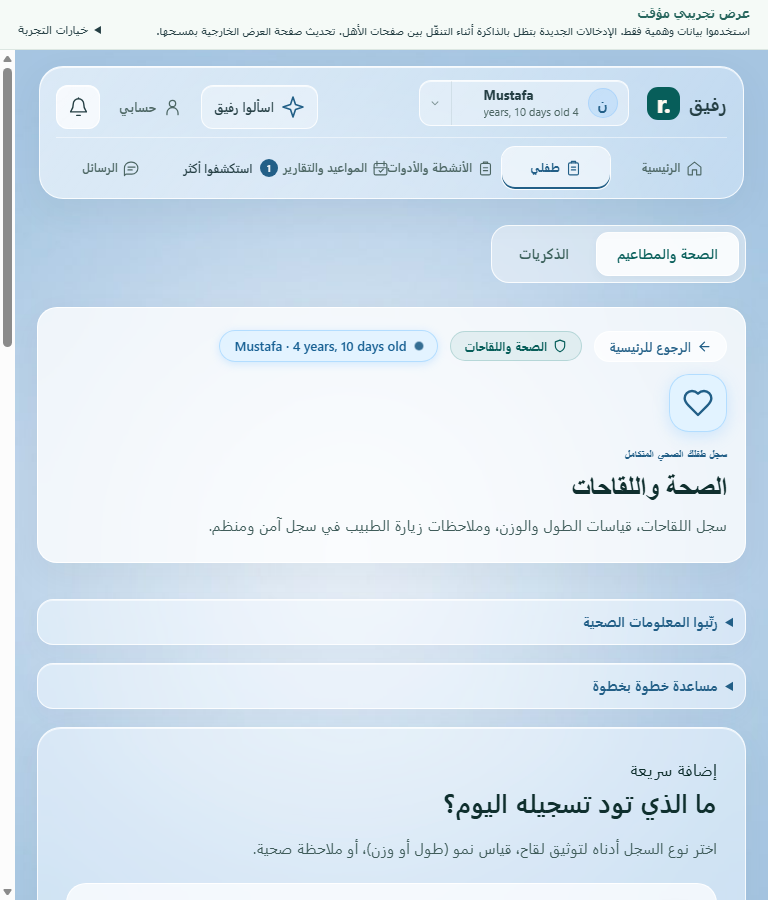 عرض تجريبي مؤقت
استخدموا بيانات وهمية فقط. الإدخالات الجديدة بتظل بالذاكرة أثناء التنقّل بين صفحات الأهل. تحديث صفحة العرض الخارجية بمسحها.
خيارات التجربة
رفيق
r.
ن
Mustafa
years, 10 days old 4
اسألوا رفيق
حسابي
الرئيسية
طفلي
الأنشطة والأدوات
المواعيد والتقارير
1
استكشفوا أكثر
الرسائل
الصحة والمطاعيم
الذكريات
الرجوع للرئيسية
الصحة واللقاحات
Mustafa · 4 years, 10 days old
سجل طفلك الصحي المتكامل
الصحة واللقاحات
سجل اللقاحات، قياسات الطول والوزن، وملاحظات زيارة الطبيب في سجل آمن ومنظم.
رتّبوا المعلومات الصحية
مساعدة خطوة بخطوة
إضافة سريعة
ما الذي تود تسجيله اليوم؟
اختر نوع السجل أدناه لتوثيق لقاح، قياس نمو (طول أو وزن)، أو ملاحظة صحية.